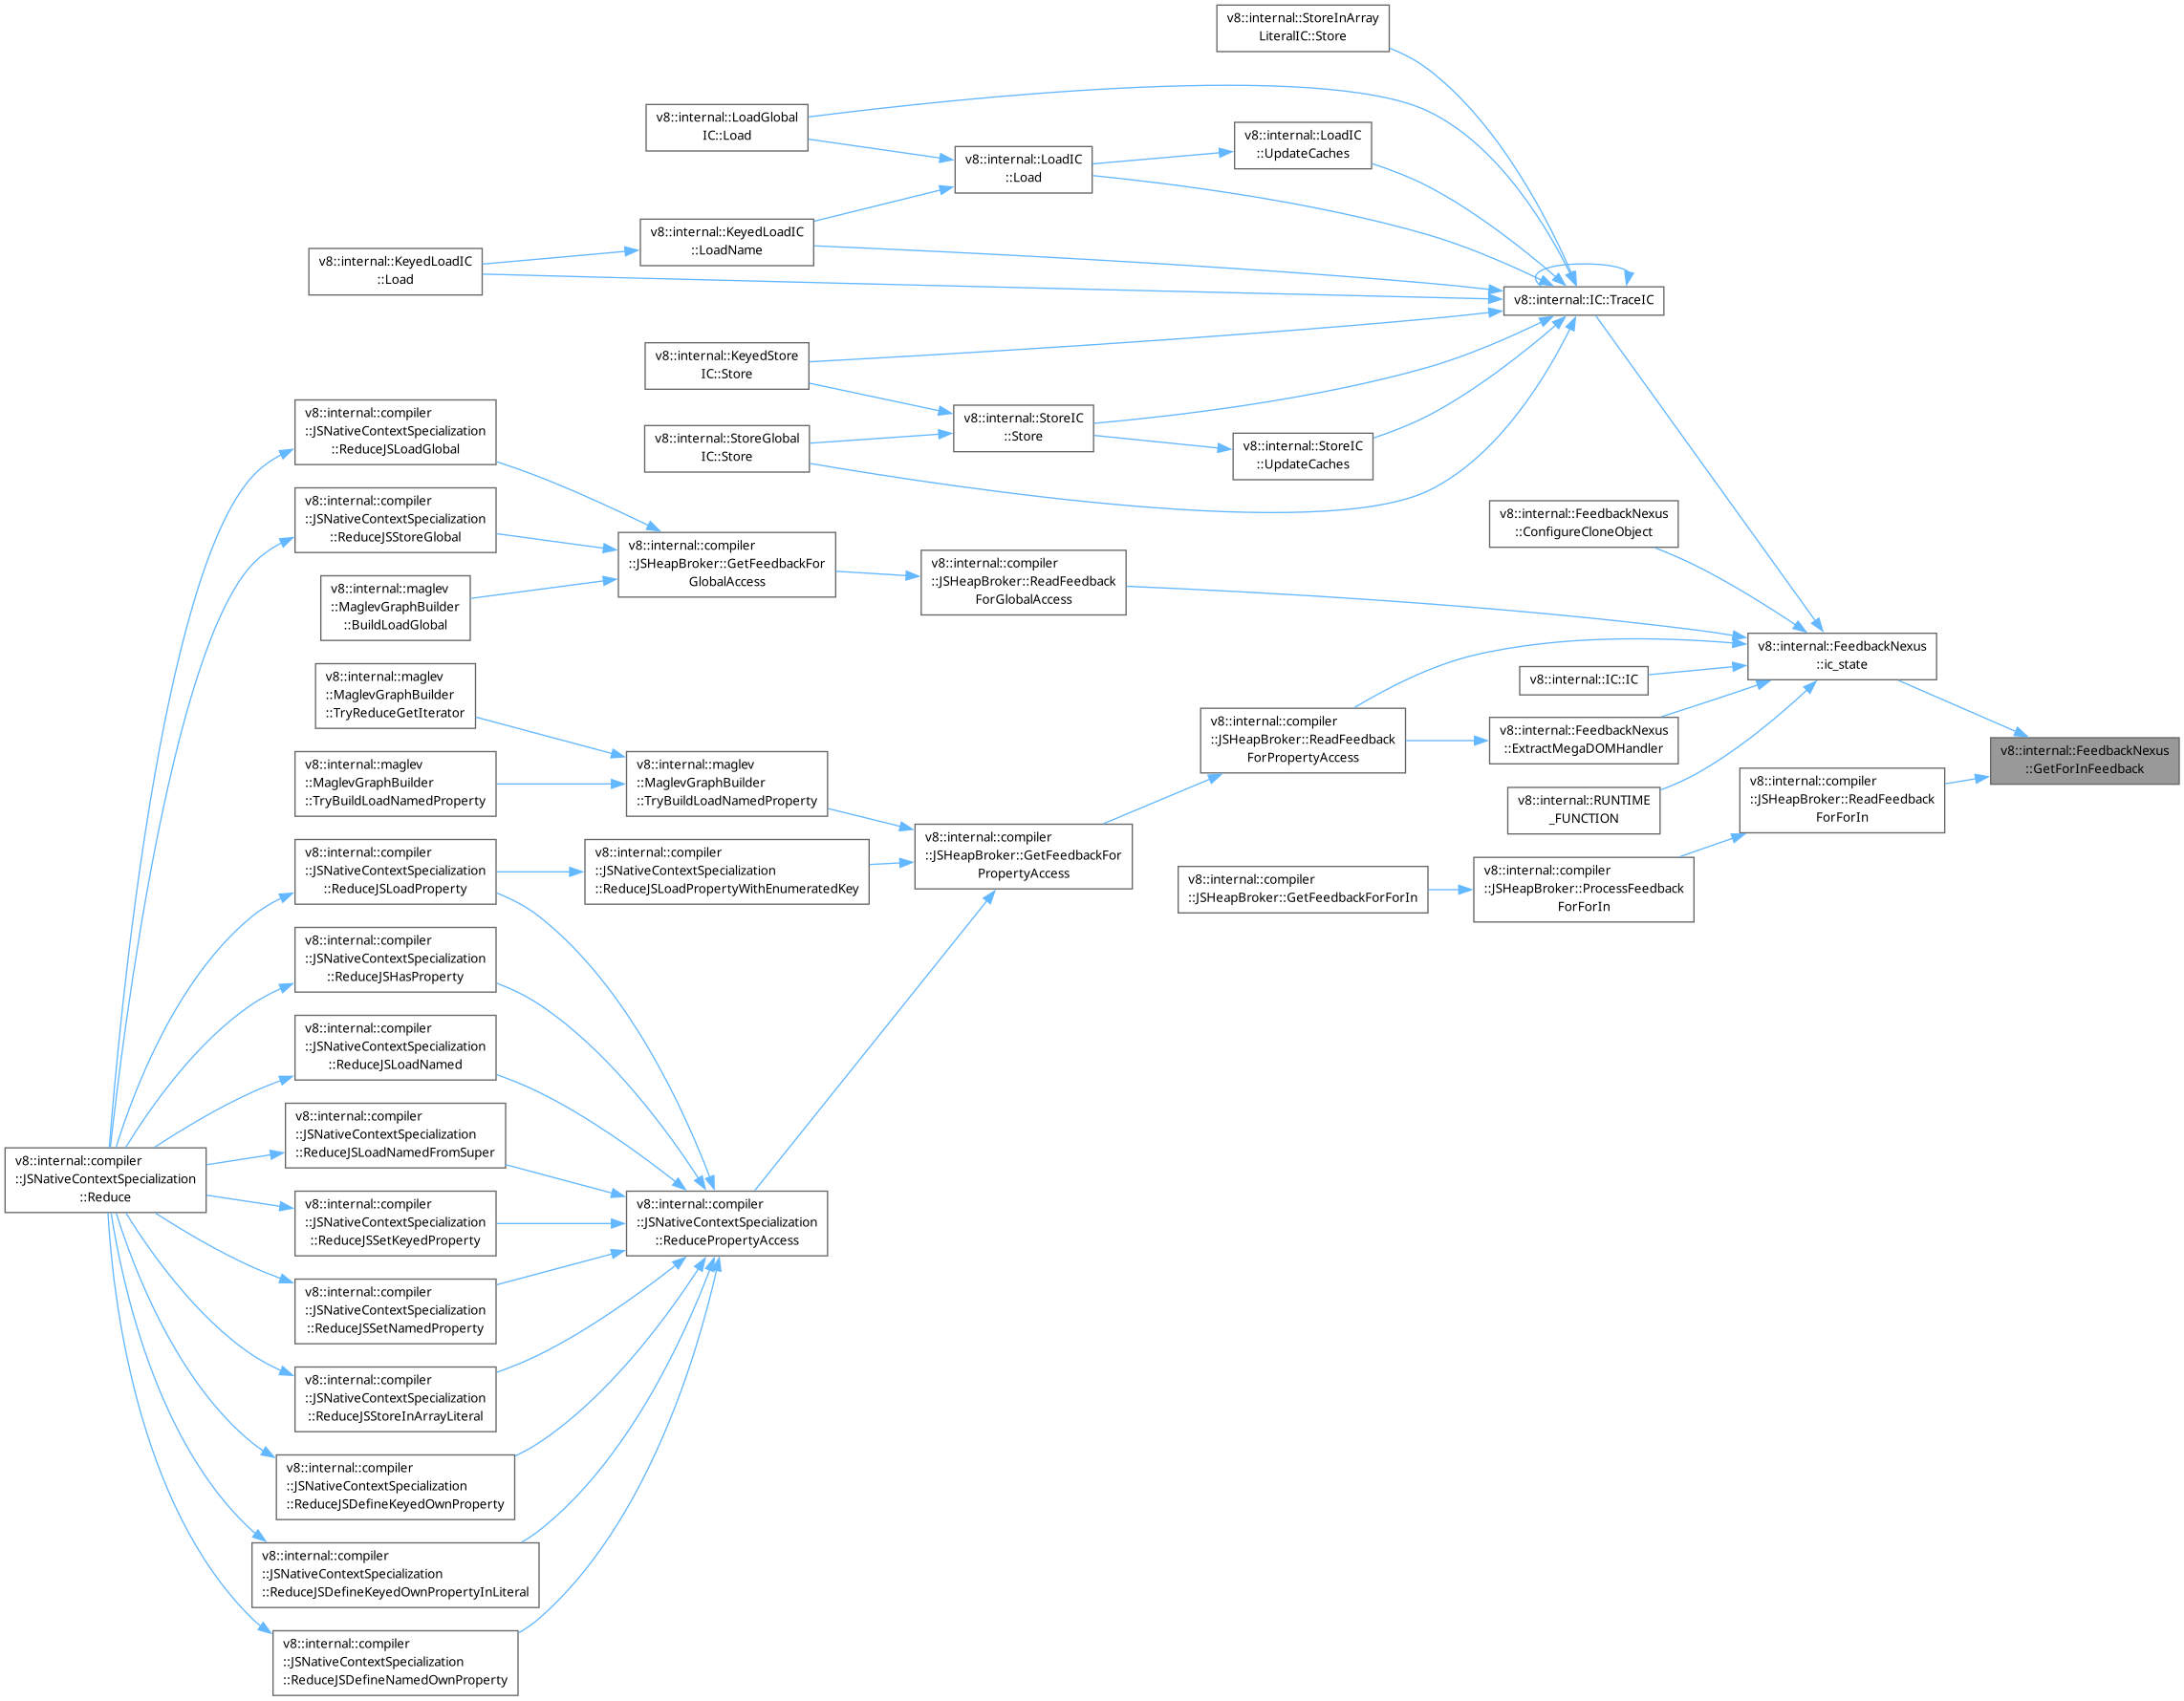 v8::internal::StoreInArray
LiteralIC::Store
v8::internal::LoadGlobal
IC::Load
v8::internal::LoadIC
::UpdateCaches
v8::internal::LoadIC
::Load
v8::internal::KeyedLoadIC
::LoadName
v8::internal::KeyedLoadIC
::Load
v8::internal::IC::TraceIC
v8::internal::KeyedStore
IC::Store
v8::internal::StoreIC
::Store
v8::internal::StoreGlobal
IC::Store
v8::internal::StoreIC
::UpdateCaches
v8::internal::compiler
::JSNativeContextSpecialization
::ReduceJSLoadGlobal
v8::internal::compiler
::JSNativeContextSpecialization
::ReduceJSStoreGlobal
v8::internal::FeedbackNexus
::ConfigureCloneObject
v8::internal::compiler
::JSHeapBroker::GetFeedbackFor
GlobalAccess
v8::internal::compiler
::JSHeapBroker::ReadFeedback
ForGlobalAccess
v8::internal::maglev
::MaglevGraphBuilder
::BuildLoadGlobal
v8::internal::FeedbackNexus
::ic_state
v8::internal::maglev
::MaglevGraphBuilder
::TryReduceGetIterator
v8::internal::IC::IC
v8::internal::compiler
::JSHeapBroker::ReadFeedback
ForPropertyAccess
v8::internal::FeedbackNexus
::ExtractMegaDOMHandler
v8::internal::FeedbackNexus
::GetForInFeedback
v8::internal::maglev
::MaglevGraphBuilder
::TryBuildLoadNamedProperty
v8::internal::maglev
::MaglevGraphBuilder
::TryBuildLoadNamedProperty
v8::internal::RUNTIME
_FUNCTION
v8::internal::compiler
::JSHeapBroker::ReadFeedback
ForForIn
v8::internal::compiler
::JSNativeContextSpecialization
::ReduceJSLoadProperty
v8::internal::compiler
::JSNativeContextSpecialization
::ReduceJSLoadPropertyWithEnumeratedKey
v8::internal::compiler
::JSHeapBroker::GetFeedbackFor
PropertyAccess
v8::internal::compiler
::JSHeapBroker::GetFeedbackForForIn
v8::internal::compiler
::JSHeapBroker::ProcessFeedback
ForForIn
v8::internal::compiler
::JSNativeContextSpecialization
::ReduceJSHasProperty
v8::internal::compiler
::JSNativeContextSpecialization
::ReduceJSLoadNamed
v8::internal::compiler
::JSNativeContextSpecialization
::ReduceJSLoadNamedFromSuper
v8::internal::compiler
::JSNativeContextSpecialization
::Reduce
v8::internal::compiler
::JSNativeContextSpecialization
::ReduceJSSetKeyedProperty
v8::internal::compiler
::JSNativeContextSpecialization
::ReducePropertyAccess
v8::internal::compiler
::JSNativeContextSpecialization
::ReduceJSSetNamedProperty
v8::internal::compiler
::JSNativeContextSpecialization
::ReduceJSStoreInArrayLiteral
v8::internal::compiler
::JSNativeContextSpecialization
::ReduceJSDefineKeyedOwnProperty
v8::internal::compiler
::JSNativeContextSpecialization
::ReduceJSDefineKeyedOwnPropertyInLiteral
v8::internal::compiler
::JSNativeContextSpecialization
::ReduceJSDefineNamedOwnProperty